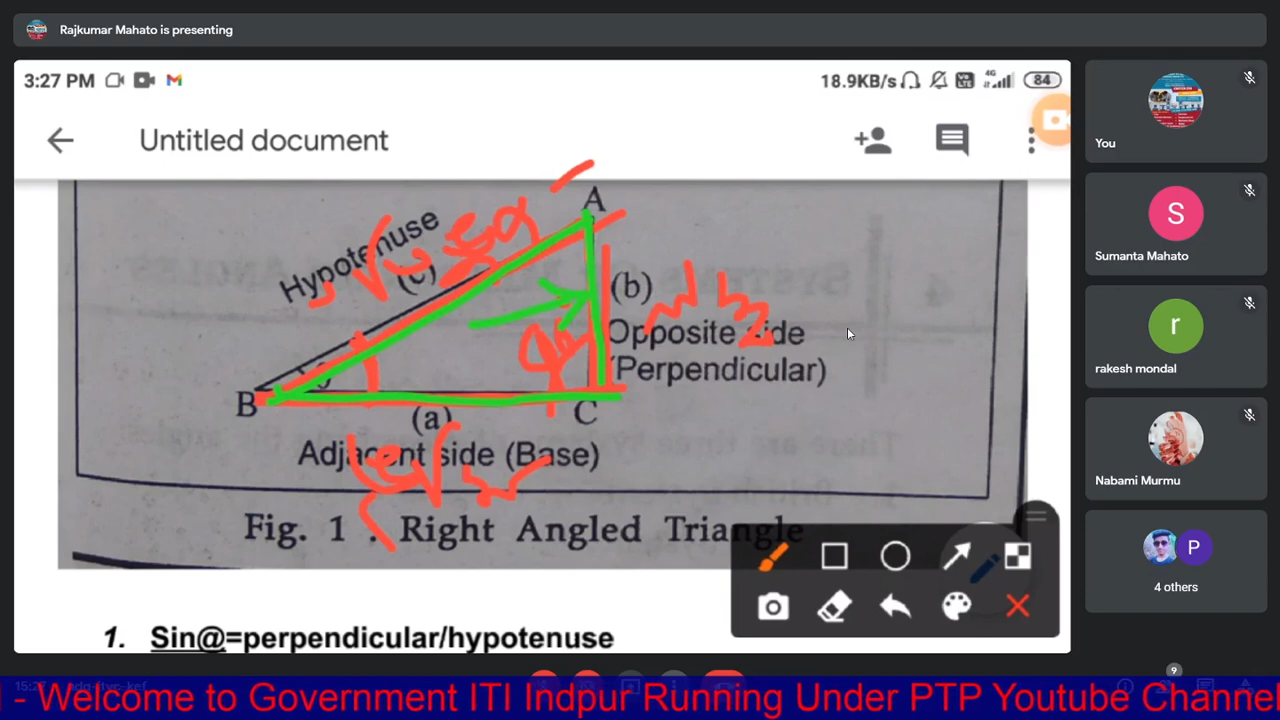 Rajkumar Mahato is presenting
3:27 PM
18.9KB/s
4G
84
Untitled document
A
Hypotenuse
(c)
(b)
Opposite side
(Perpendicular)
B
C
(a)
Adjacent side (Base)
Fig. 1 : Right Angled Triangle
1. Sin@=perpendicular/hypotenuse
You
S
Sumanta Mahato
r
rakesh mondal
Nabami Murmu
P
4 others
9
- Welcome to Government ITI Indpur Running Under PTP Youtube Channel